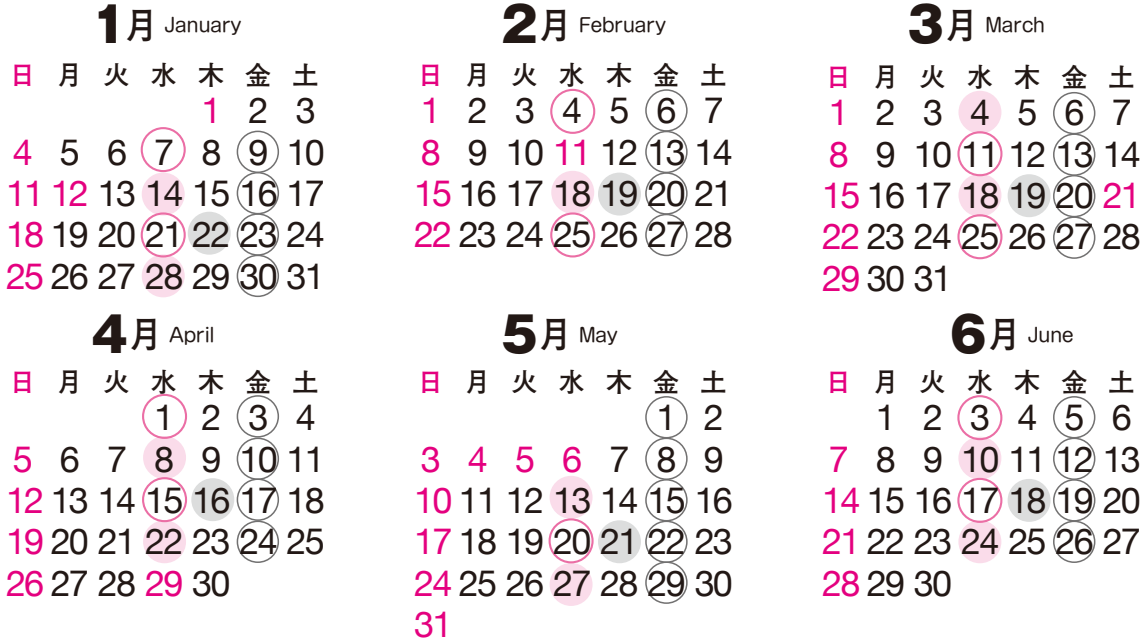 1月 January
日 月 火 水 木 金 土
1 2 3
4 5 6 7 8 9 10
11 12 13 14 15 16 17
18 19 20 21 22 23 24
25 26 27 28 29 30 31
2月 February
日 月 火 水 木 金 土
1 2 3 4 5 6 7
8 9 10 11 12 13 14
15 16 17 18 19 20 21
22 23 24 25 26 27 28
3月 March
日 月 火 水 木 金 土
1 2 3 4 5 6 7
8 9 10 11 12 13 14
15 16 17 18 19 20 21
22 23 24 25 26 27 28
29 30 31
4月 April
日 月 火 水 木 金 土
1 2 3 4
5 6 7 8 9 10 11
12 13 14 15 16 17 18
19 20 21 22 23 24 25
26 27 28 29 30
5月 May
日 月 火 水 木 金 土
1 2
3 4 5 6 7 8 9
10 11 12 13 14 15 16
17 18 19 20 21 22 23
24 25 26 27 28 29 30
31
6月 June
日 月 火 水 木 金 土
1 2 3 4 5 6
7 8 9 10 11 12 13
14 15 16 17 18 19 20
21 22 23 24 25 26 27
28 29 30